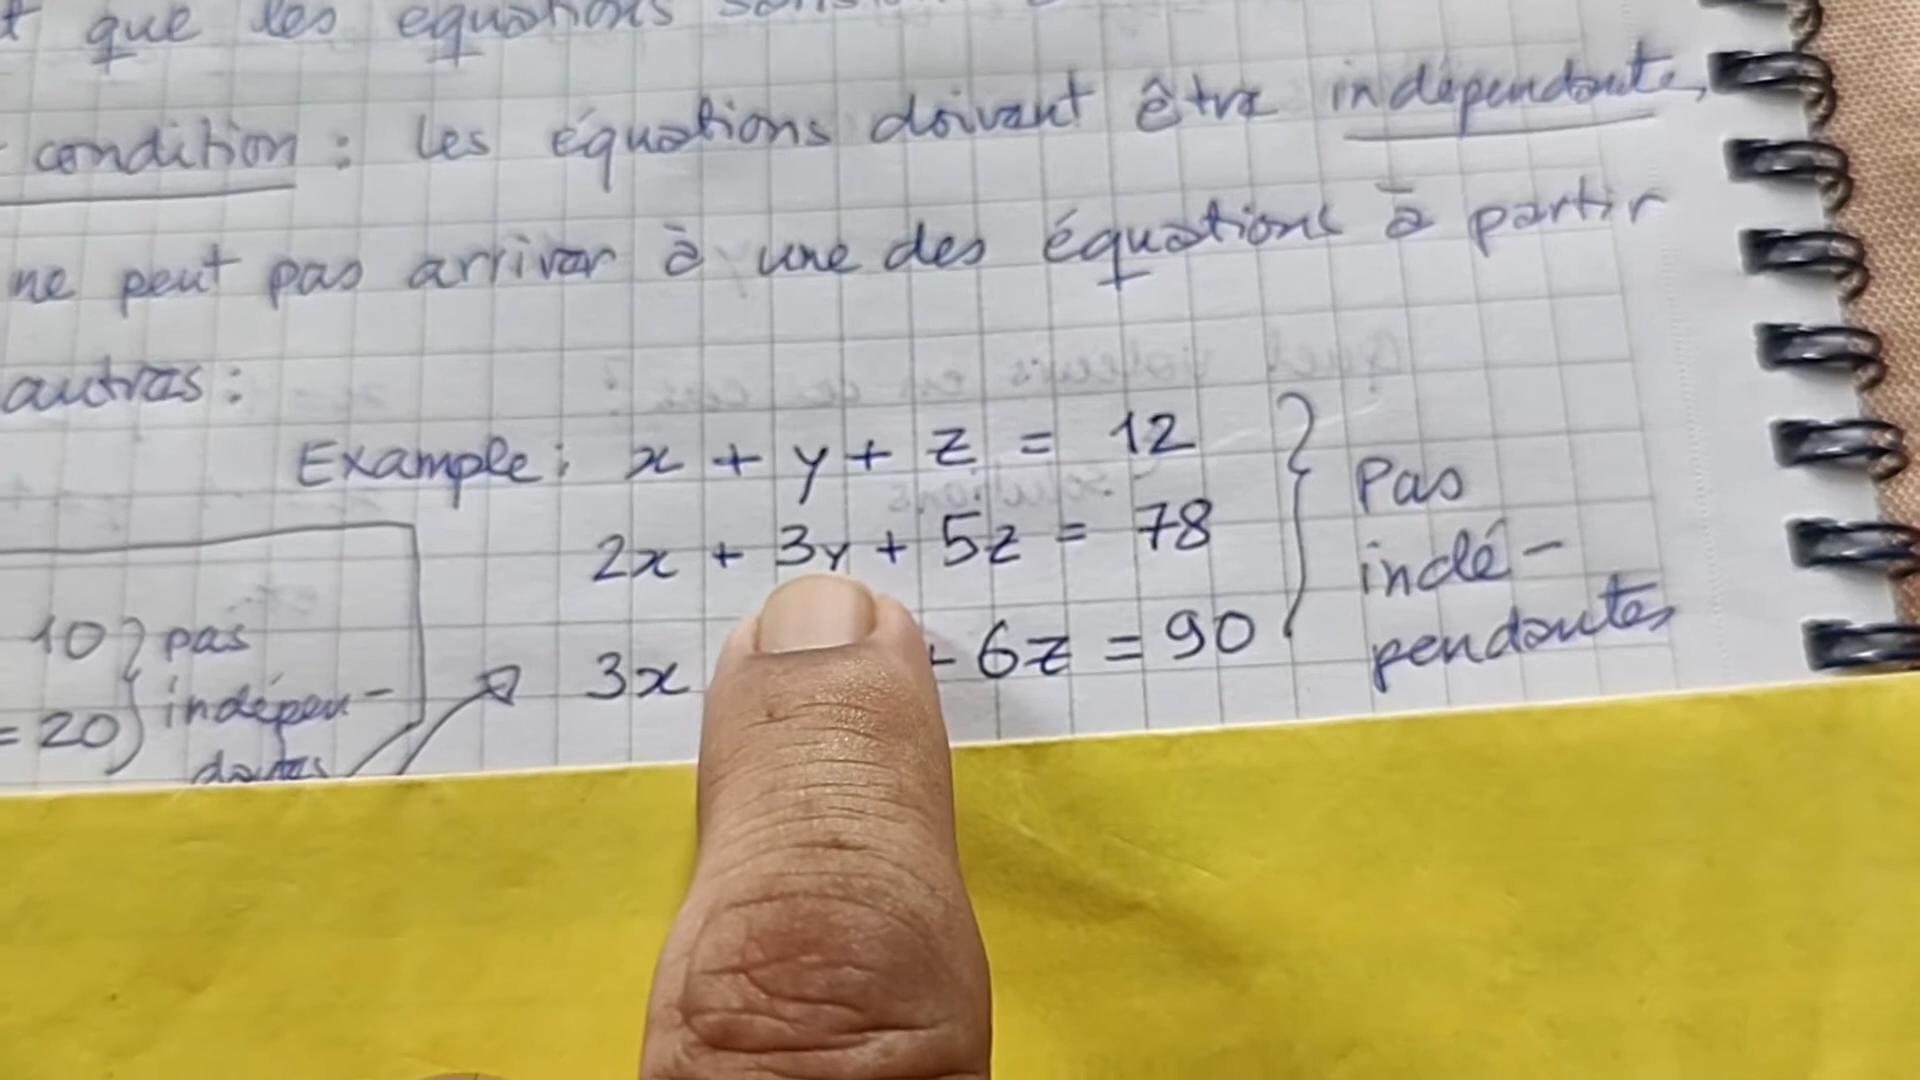 que les équations
condition : les équations doivent être indépendantes,
ne peut pas arriver à une des équations à partir
autres :
Example : x + y + z = 12
2x + 3y + 5z = 78
3x + 6z = 90
Pas
indé-
pendantes
10 } pas
= 20 } indépen-
dantes